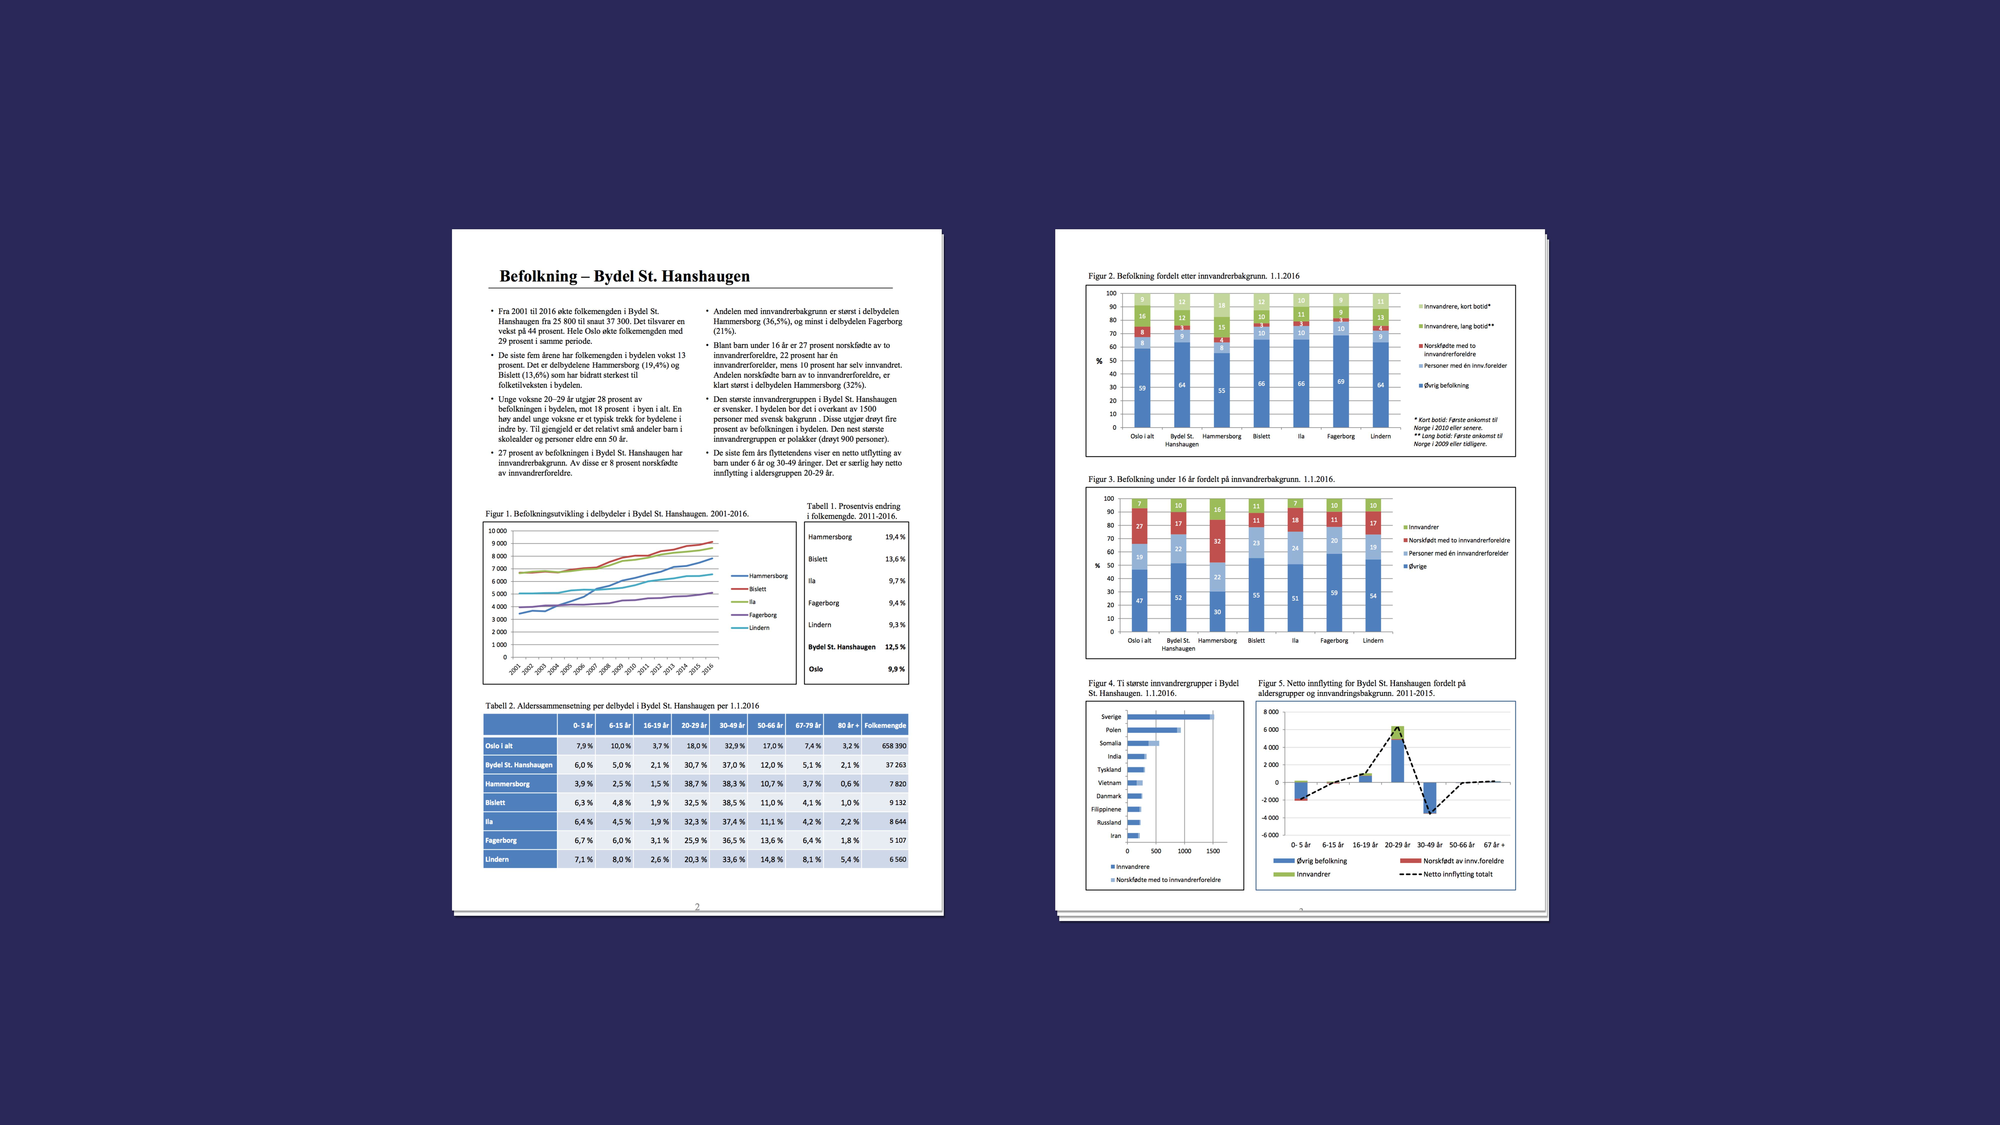 Befolkning – Bydel St. Hanshaugen
• Fra 2001 til 2016 økte folkemengden i Bydel St.
Hanshaugen fra 25 800 til snaut 37 300. Det tilsvarer en
vekst på 44 prosent. Hele Oslo økte folkemengden med
29 prosent i samme periode.
• De siste fem årene har folkemengden i bydelen vokst 13
prosent. Det er delbydelene Hammersborg (19,4%) og
Bislett (13,6%) som har bidratt sterkest til
folketilveksten i bydelen.
• Unge voksne 20–29 år utgjør 28 prosent av
befolkningen i bydelen, mot 18 prosent i byen i alt. En
høy andel unge voksne er et typisk trekk for bydelene i
indre by. Til gjengjeld er det relativt små andeler barn i
skolealder og personer eldre enn 50 år.
• 27 prosent av befolkningen i Bydel St. Hanshaugen har
innvandrerbakgrunn. Av disse er 8 prosent norskfødte
av innvandrerforeldre.
• Andelen med innvandrerbakgrunn er størst i delbydelen
Hammersborg (36,5%), og minst i delbydelen Fagerborg
(21%).
• Blant barn under 16 år er 27 prosent norskfødte av to
innvandrerforeldre, 22 prosent har én
innvandrerforelder, mens 10 prosent har selv innvandret.
Andelen norskfødte barn av to innvandrerforeldre, er
klart størst i delbydelen Hammersborg (32%).
• Den største innvandrergruppen i Bydel St. Hanshaugen
er svensker. I bydelen bor det i overkant av 1500
personer med svensk bakgrunn . Disse utgjør drøyt fire
prosent av befolkningen i bydelen. Den nest største
innvandrergruppen er polakker (drøyt 900 personer).
• De siste fem års flyttetendens viser en netto utflytting av
barn under 6 år og 30-49 åringer. Det er særlig høy netto
innflytting i aldersgruppen 20-29 år.
Figur 1. Befolkningsutvikling i delbydeler i Bydel St. Hanshaugen. 2001-2016.
10 000
9 000
8 000
7 000
6 000
5 000
4 000
3 000
2 000
1 000
0
2001 2002 2003 2004 2005 2006 2007 2008 2009 2010 2011 2012 2013 2014 2015 2016
Hammersborg
Bislett
Ila
Fagerborg
Lindern
Tabell 1. Prosentvis endring
i folkemengde. 2011-2016.
Hammersborg 19,4 %
Bislett 13,6 %
Ila 9,7 %
Fagerborg 9,4 %
Lindern 9,3 %
Bydel St. Hanshaugen 12,5 %
Oslo 9,9 %
Tabell 2. Alderssammensetning per delbydel i Bydel St. Hanshaugen per 1.1.2016
0- 5 år 6-15 år 16-19 år 20-29 år 30-49 år 50-66 år 67-79 år 80 år + Folkemengde
Oslo i alt 7,9 % 10,0 % 3,7 % 18,0 % 32,9 % 17,0 % 7,4 % 3,2 % 658 390
Bydel St. Hanshaugen 6,0 % 5,0 % 2,1 % 30,7 % 37,0 % 12,0 % 5,1 % 2,1 % 37 263
Hammersborg 3,9 % 2,5 % 1,5 % 38,7 % 38,3 % 10,7 % 3,7 % 0,6 % 7 820
Bislett 6,3 % 4,8 % 1,9 % 32,5 % 38,5 % 11,0 % 4,1 % 1,0 % 9 132
Ila 6,4 % 4,5 % 1,9 % 32,3 % 37,4 % 11,1 % 4,2 % 2,2 % 8 644
Fagerborg 6,7 % 6,0 % 3,1 % 25,9 % 36,5 % 13,6 % 6,4 % 1,8 % 5 107
Lindern 7,1 % 8,0 % 2,6 % 20,3 % 33,6 % 14,8 % 8,1 % 5,4 % 6 560
2
Figur 2. Befolkning fordelt etter innvandrerbakgrunn. 1.1.2016
100
90
80
70
60
50
40
30
20
10
0
%
9 12 18 12 10 9 11
16 12 15 10 11 9 13
8 3 4 3 3 3 4
8 9 8 10 10 10 9
59 64 55 66 66 69 64
Oslo i alt Bydel St. Hammersborg Bislett Ila Fagerborg Lindern
Hanshaugen
Innvandrere, kort botid*
Innvandrere, lang botid**
Norskfødte med to
innvandrerforeldre
Personer med én innv.forelder
Øvrig befolkning
* Kort botid: Første ankomst til
Norge i 2010 eller senere.
** Lang botid: Første ankomst til
Norge i 2009 eller tidligere.
Figur 3. Befolkning under 16 år fordelt på innvandrerbakgrunn. 1.1.2016.
100
90
80
70
60
50
40
30
20
10
0
%
7 10 16 11 7 10 10
27 17 32 11 18 11 17
19 22 22 23 24 20 19
47 52 30 55 51 59 54
Oslo i alt Bydel St. Hammersborg Bislett Ila Fagerborg Lindern
Hanshaugen
Innvandrer
Norskfødt med to innvandrerforeldre
Personer med én innvandrerforelder
Øvrige
Figur 4. Ti største innvandrergrupper i Bydel
St. Hanshaugen. 1.1.2016.
Sverige
Polen
Somalia
India
Tyskland
Vietnam
Danmark
Filippinene
Russland
Iran
0 500 1000 1500
Innvandrere
Norskfødte med to innvandrerforeldre
Figur 5. Netto innflytting for Bydel St. Hanshaugen fordelt på
aldersgrupper og innvandringsbakgrunn. 2011-2015.
8 000
6 000
4 000
2 000
0
-2 000
-4 000
-6 000
0- 5 år 6-15 år 16-19 år 20-29 år 30-49 år 50-66 år 67 år +
Øvrig befolkning Norskfødt av innv.foreldre
Innvandrer Netto innflytting totalt